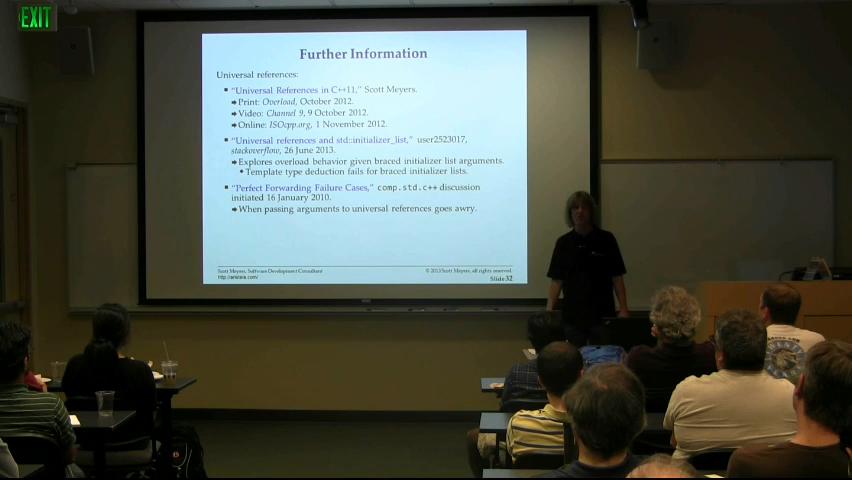 EXIT
Further Information
Universal references:
▪ "Universal References in C++11," Scott Meyers.
➔ Print: Overload, October 2012.
➔ Video: Channel 9, 9 October 2012.
➔ Online: ISOcpp.org, 1 November 2012.
▪ "Universal references and std::initializer_list," user2523017,
stackoverflow, 26 June 2013.
➔ Explores overload behavior given braced initializer list arguments.
• Template type deduction fails for braced initializer lists.
▪ "Perfect Forwarding Failure Cases," comp.std.c++ discussion
initiated 16 January 2010.
➔ When passing arguments to universal references goes awry.
Scott Meyers, Software Development Consultant
© 2013 Scott Meyers, all rights reserved.
http://aristeia.com/
Slide 32